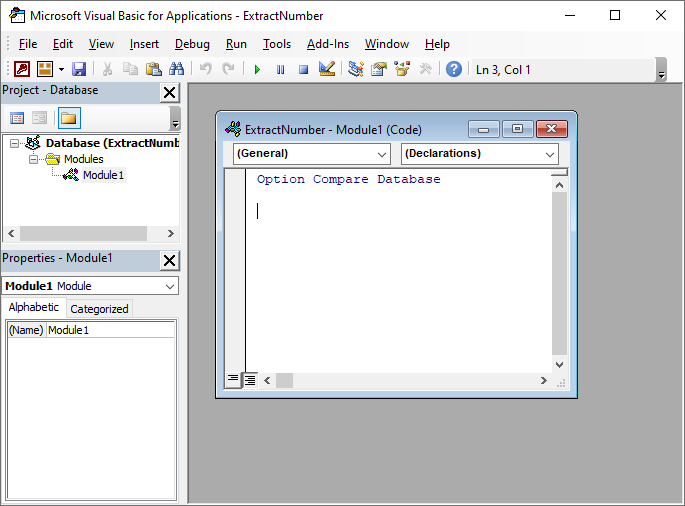 Microsoft Visual Basic for Applications - ExtractNumber
File Edit View Insert Debug Run Tools Add-Ins Window Help
Ln 3, Col 1
Project - Database
Database (ExtractNumb
Modules
Module1
Properties - Module1
Module1 Module
Alphabetic Categorized
(Name) Module1
ExtractNumber - Module1 (Code)
(General) (Declarations)
Option Compare Database